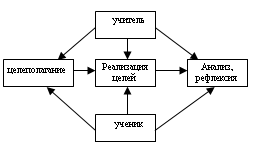 учитель
целеполагание
Реализация
целей
Анализ,
рефлексия
ученик